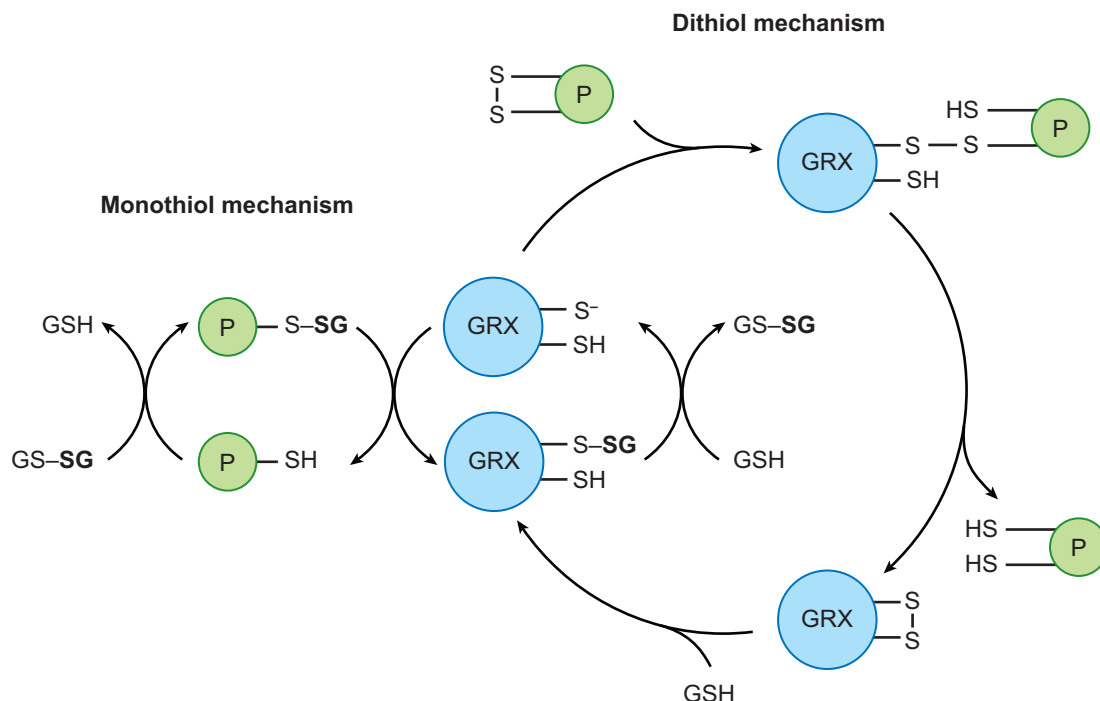 Dithiol mechanism
S
S
P
HS
P
GRX
S
S
SH
Monothiol mechanism
GSH
P
S–SG
GRX
S⁻
SH
GS–SG
GS–SG
P
SH
GRX
S–SG
SH
GSH
HS
HS
P
GRX
S
S
GSH